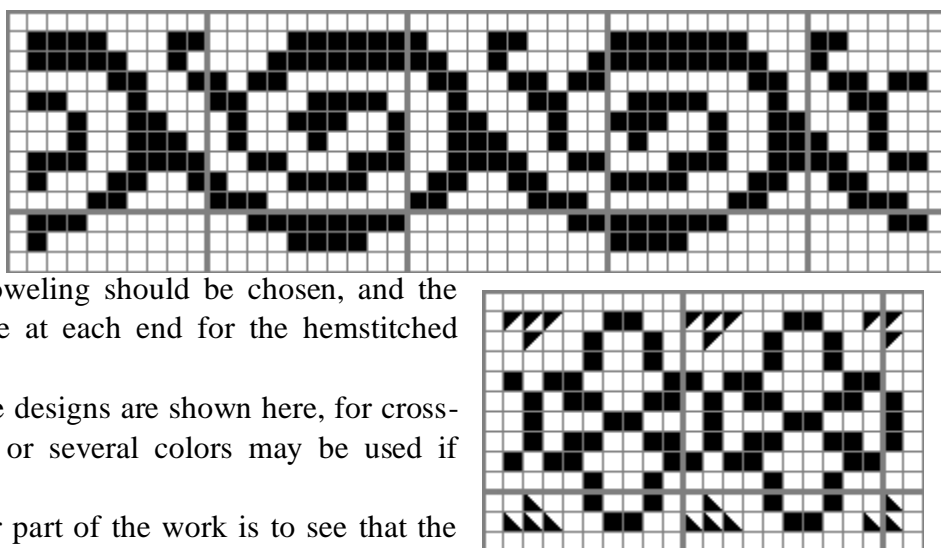 should be chosen, and the
at each end for the hemstitched
designs are shown here, for cross-
or several colors may be used if
part of the work is to see that the